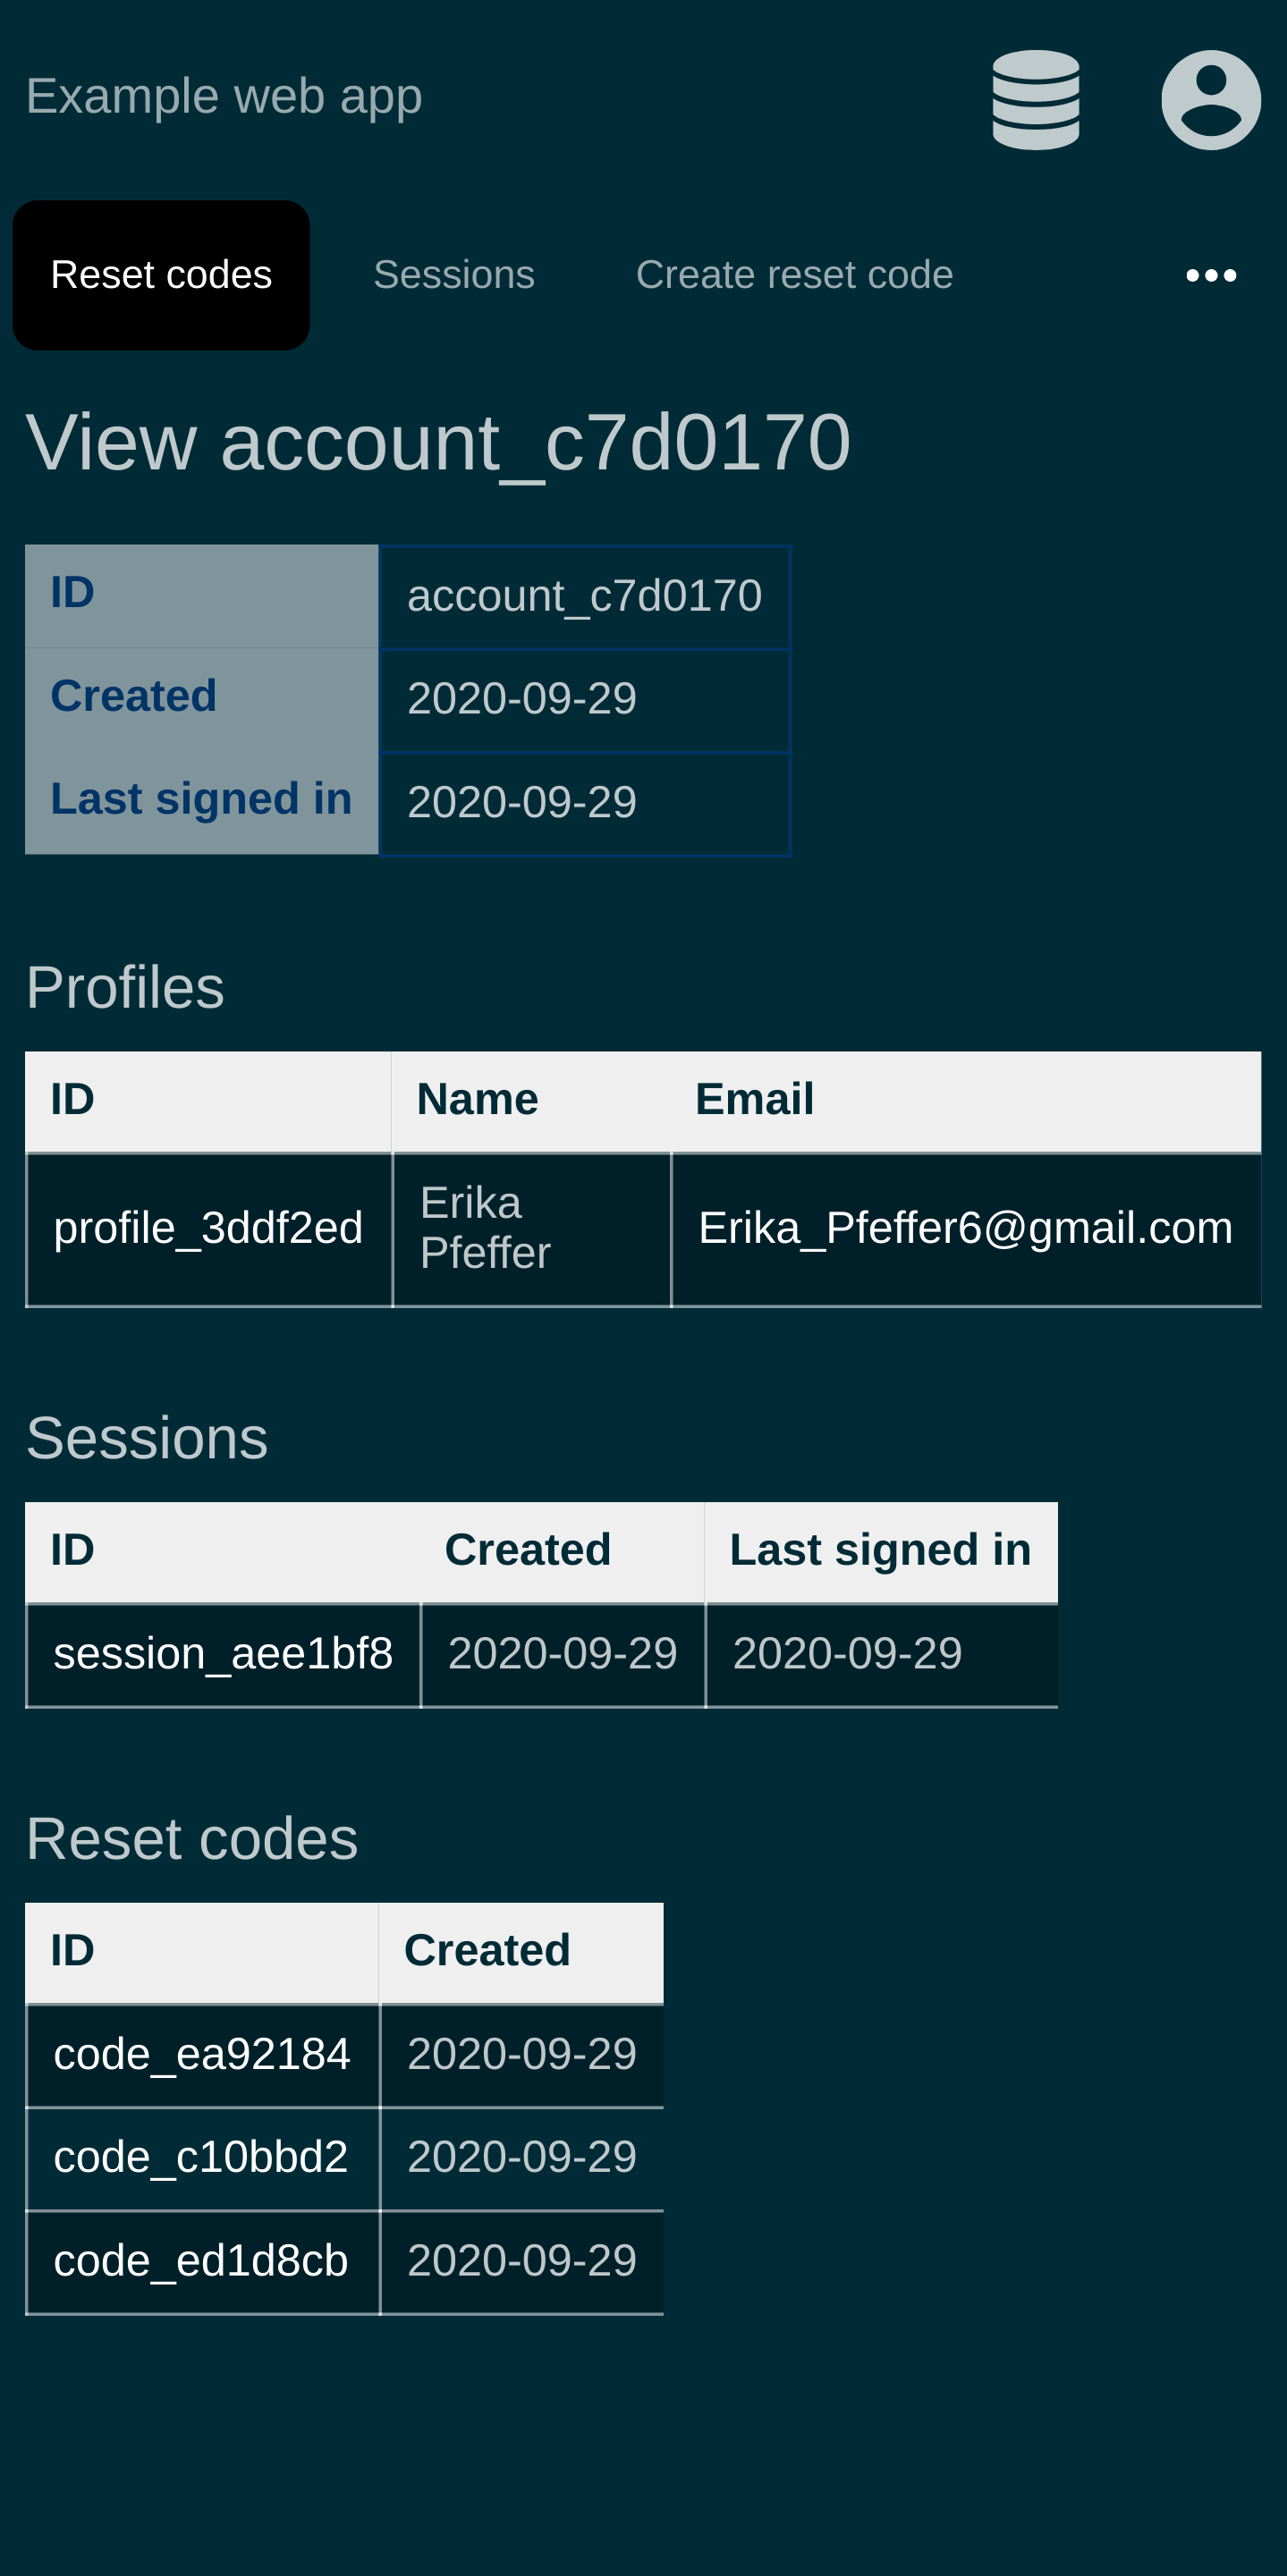 Example web app
Reset codes Sessions Create reset code
View account_c7d0170
ID account_c7d0170
Created 2020-09-29
Last signed in 2020-09-29
Profiles
ID Name Email
profile_3ddf2ed Erika Pfeffer Erika_Pfeffer6@gmail.com
Sessions
ID Created Last signed in
session_aee1bf8 2020-09-29 2020-09-29
Reset codes
ID Created
code_ea92184 2020-09-29
code_c10bbd2 2020-09-29
code_ed1d8cb 2020-09-29